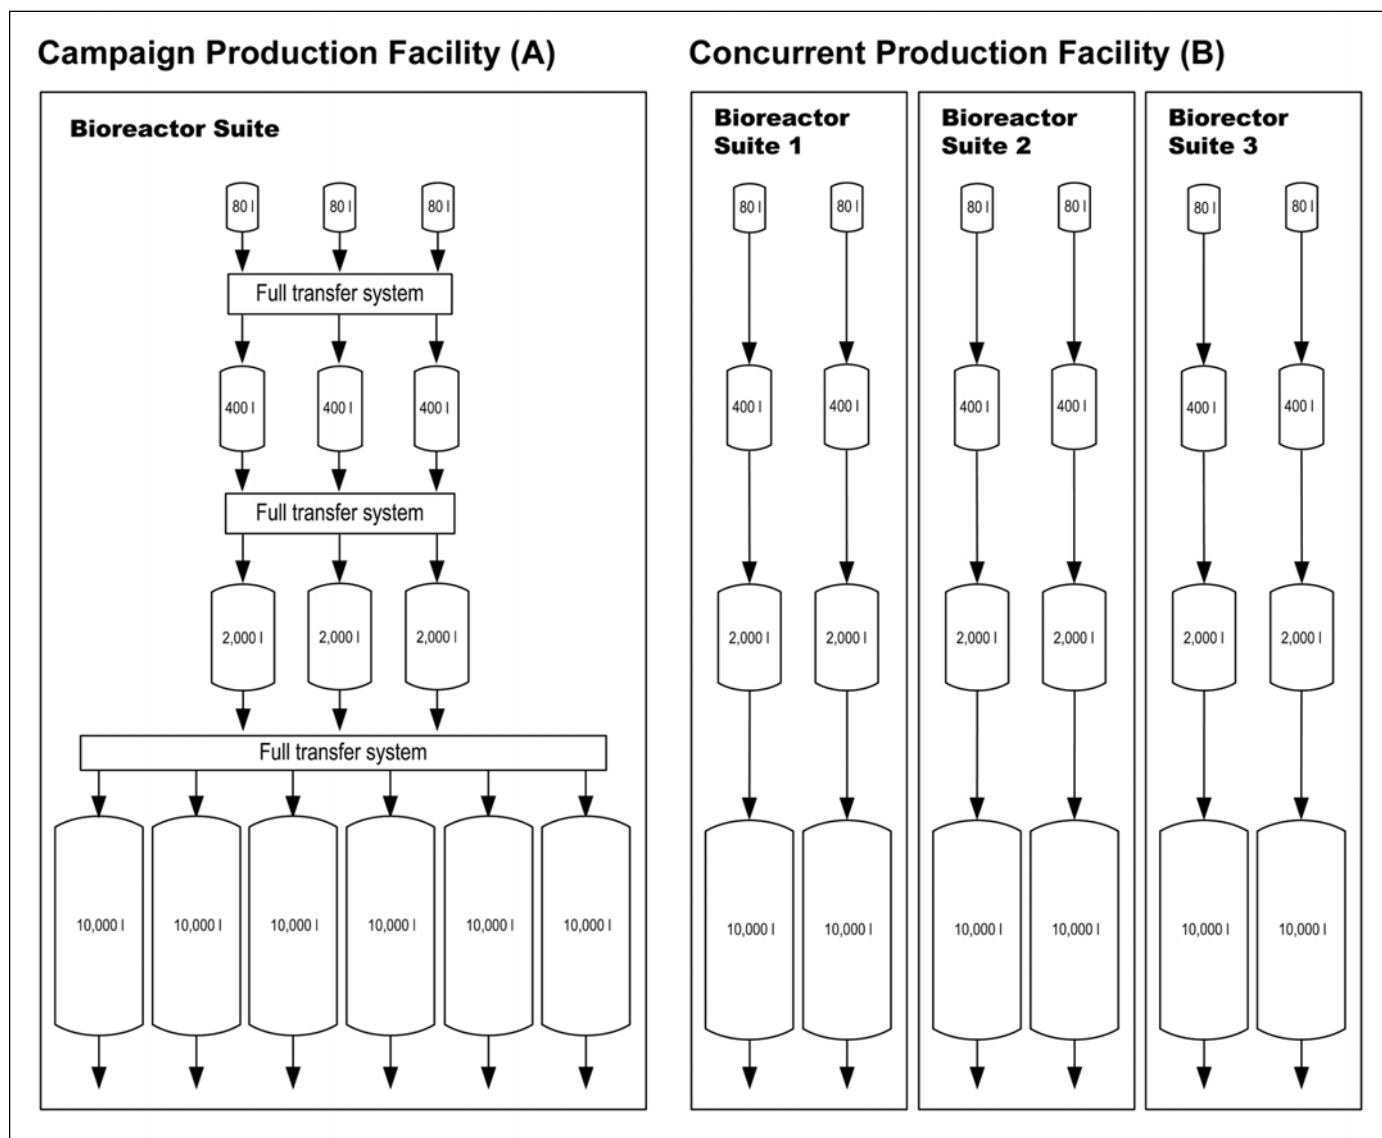 Campaign Production Facility (A)
Bioreactor Suite
80 l 80 l 80 l
Full transfer system
400 l 400 l 400 l
Full transfer system
2,000 l 2,000 l 2,000 l
Full transfer system
10,000 l 10,000 l 10,000 l 10,000 l 10,000 l 10,000 l
Concurrent Production Facility (B)
Bioreactor
Suite 1
80 l 80 l
400 l 400 l
2,000 l 2,000 l
10,000 l 10,000 l
Bioreactor
Suite 2
80 l 80 l
400 l 400 l
2,000 l 2,000 l
10,000 l 10,000 l
Biorector
Suite 3
80 l 80 l
400 l 400 l
2,000 l 2,000 l
10,000 l 10,000 l